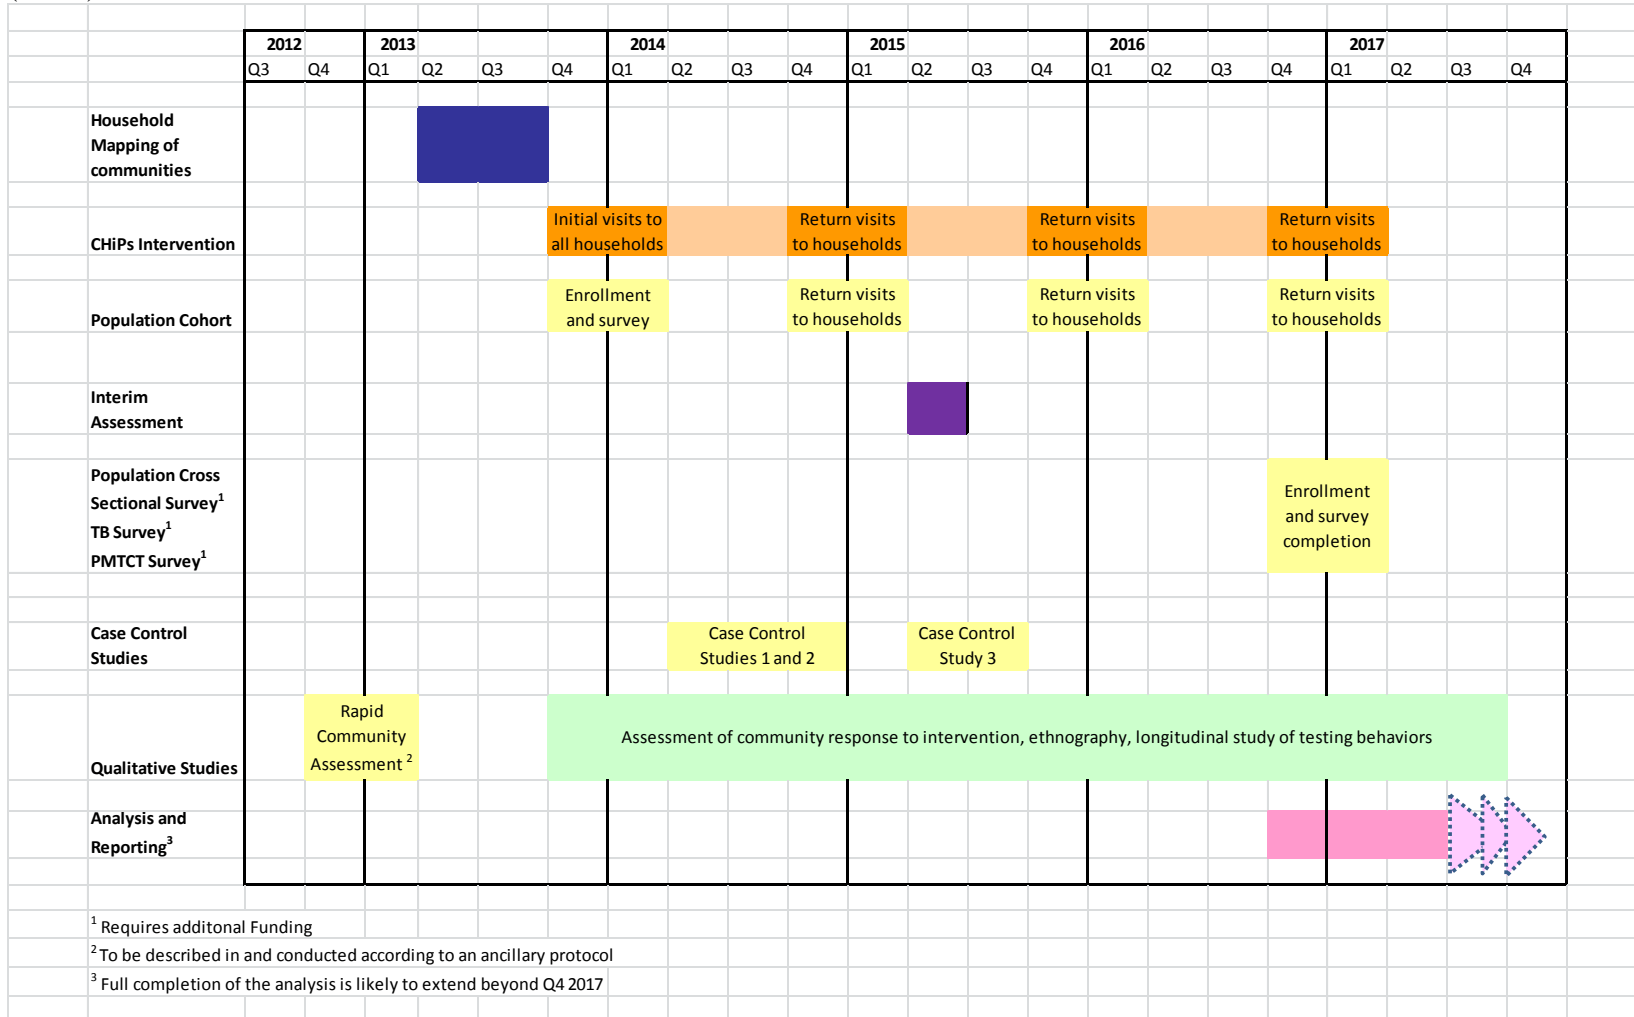 2012 2013 2014 2015 2016 2017
Q3 Q4 Q1 Q2 Q3 Q4 Q1 Q2 Q3 Q4 Q1 Q2 Q3 Q4 Q1 Q2 Q3 Q4 Q1 Q2 Q3 Q4
Household
Mapping of
communities
CHiPs Intervention
Initial visits to
all households
Return visits
to households
Return visits
to households
Return visits
to households
Population Cohort
Enrollment
and survey
Return visits
to households
Return visits
to households
Return visits
to households
Interim
Assessment
Population Cross
Sectional Survey¹
TB Survey¹
PMTCT Survey¹
Enrollment
and survey
completion
Case Control
Studies
Case Control
Studies 1 and 2
Case Control
Study 3
Qualitative Studies
Rapid
Community
Assessment ²
Assessment of community response to intervention, ethnography, longitudinal study of testing behaviors
Analysis and
Reporting³
¹ Requires additonal Funding
² To be described in and conducted according to an ancillary protocol
³ Full completion of the analysis is likely to extend beyond Q4 2017